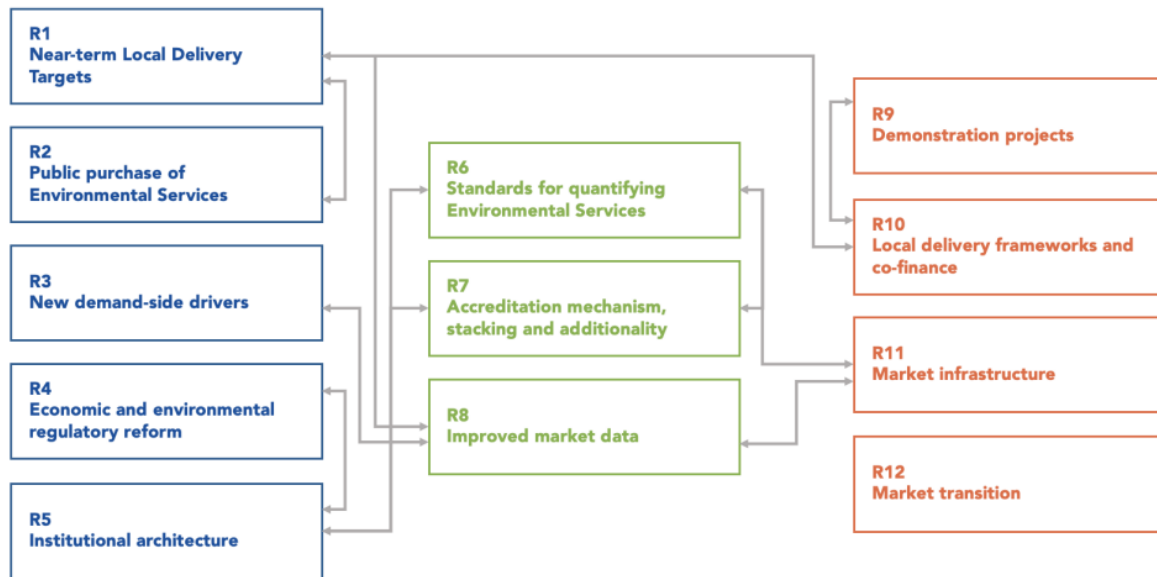 R1
Near-term Local Delivery
Targets
R2
Public purchase of
Environmental Services
R3
New demand-side drivers
R4
Economic and environmental
regulatory reform
R5
Institutional architecture
R6
Standards for quantifying
Environmental Services
R7
Accreditation mechanism,
stacking and additionality
R8
Improved market data
R9
Demonstration projects
R10
Local delivery frameworks and
co-finance
R11
Market infrastructure
R12
Market transition